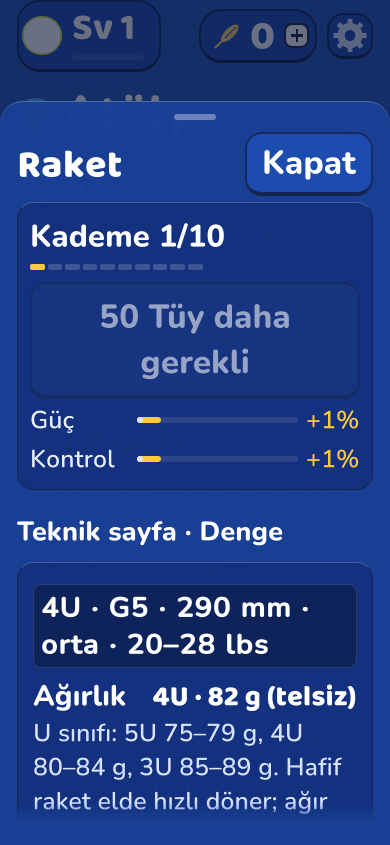 Sv 1
0
Atölye
Raket
Kapat
Kademe 1/10
50 Tüy daha
gerekli
Güç +1%
Kontrol +1%
Teknik sayfa · Denge
4U · G5 · 290 mm ·
orta · 20–28 lbs
Ağırlık 4U · 82 g (telsiz)
U sınıfı: 5U 75–79 g, 4U
80–84 g, 3U 85–89 g. Hafif
raket elde hızlı döner; ağır